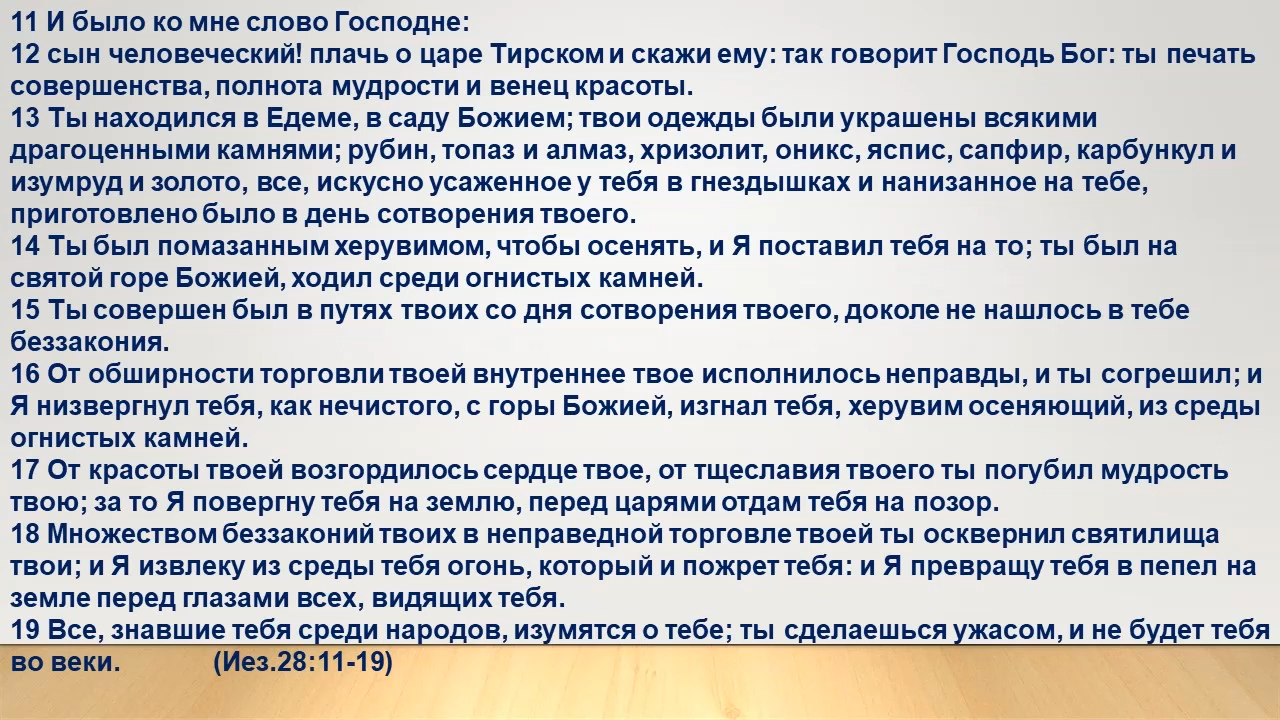 11 И было ко мне слово Господне:
12 сын человеческий! плачь о царе Тирском и скажи ему: так говорит Господь Бог: ты печать
совершенства, полнота мудрости и венец красоты.
13 Ты находился в Едеме, в саду Божием; твои одежды были украшены всякими
драгоценными камнями; рубин, топаз и алмаз, хризолит, оникс, яспис, сапфир, карбункул и
изумруд и золото, все, искусно усаженное у тебя в гнездышках и нанизанное на тебе,
приготовлено было в день сотворения твоего.
14 Ты был помазанным херувимом, чтобы осенять, и Я поставил тебя на то; ты был на
святой горе Божией, ходил среди огнистых камней.
15 Ты совершен был в путях твоих со дня сотворения твоего, доколе не нашлось в тебе
беззакония.
16 От обширности торговли твоей внутреннее твое исполнилось неправды, и ты согрешил; и
Я низвергнул тебя, как нечистого, с горы Божией, изгнал тебя, херувим осеняющий, из среды
огнистых камней.
17 От красоты твоей возгордилось сердце твое, от тщеславия твоего ты погубил мудрость
твою; за то Я повергну тебя на землю, перед царями отдам тебя на позор.
18 Множеством беззаконий твоих в неправедной торговле твоей ты осквернил святилища
твои; и Я извлеку из среды тебя огонь, который и пожрет тебя: и Я превращу тебя в пепел на
земле перед глазами всех, видящих тебя.
19 Все, знавшие тебя среди народов, изумятся о тебе; ты сделаешься ужасом, и не будет тебя
во веки. (Иез.28:11-19)